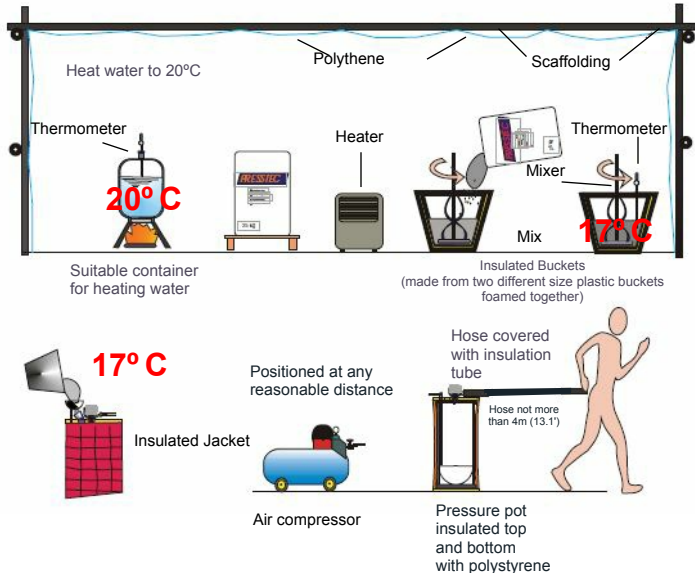 Polythene
Scaffolding
Heat water to 20ºC
Thermometer
Heater
Thermometer
Mixer
20º C
PRESSTEC
25 KG
Mix
17º C
Suitable container
for heating water
Insulated Buckets
(made from two different size plastic buckets
foamed together)
17º C
Hose covered
with insulation
tube
Positioned at any
reasonable distance
Hose not more
than 4m (13.1')
Insulated Jacket
Air compressor
Pressure pot
insulated top
and bottom
with polystyrene